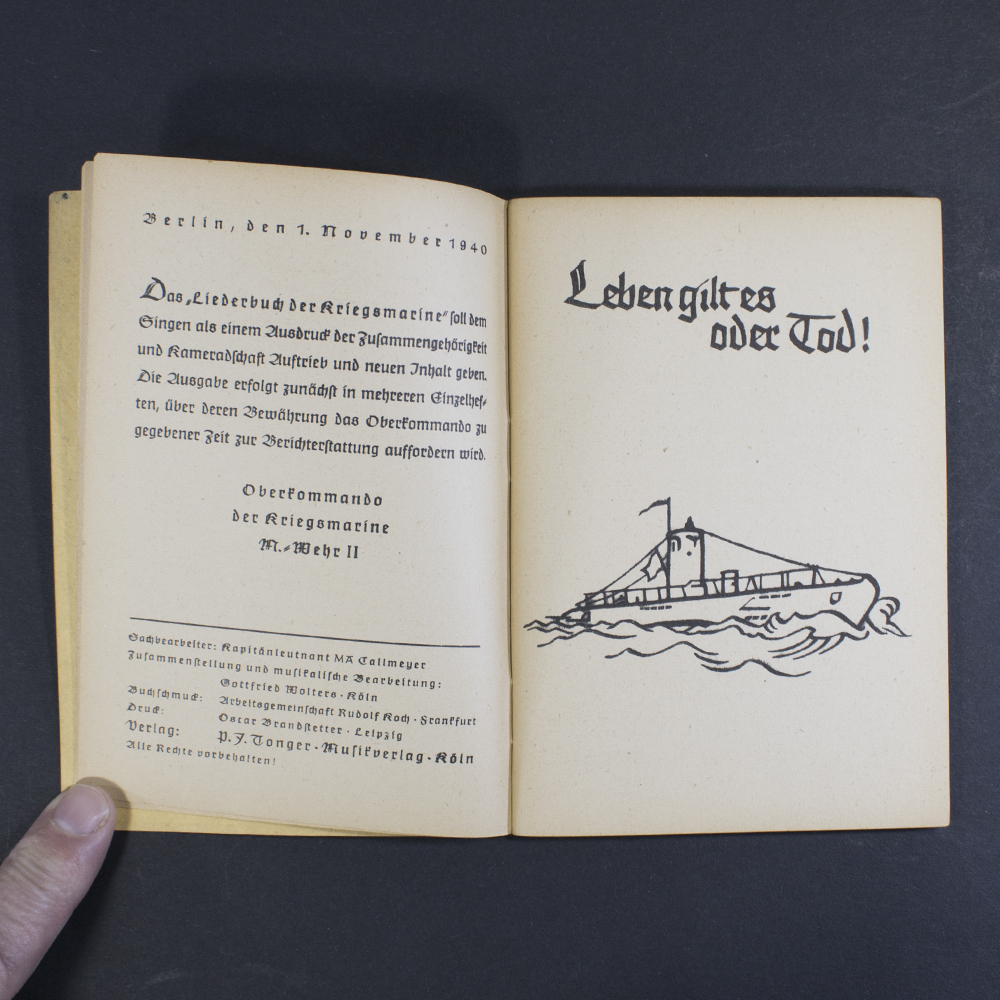 Berlin, den 1. November 1940
Das „Liederbuch der Kriegsmarine“ soll dem
Singen als einem Ausdruck der Zusammengehörigkeit
und Kameradschaft Auftrieb und neuen Inhalt geben.
Die Ausgabe erfolgt zunächst in mehreren Einzelhef-
ten, über deren Bewährung das Oberkommando zu
gegebener Zeit zur Berichterstattung auffordern wird.
Oberkommando
der Kriegsmarine
M.-Wehr II
Sachbearbeiter: Kapitänleutnant MA Callmeyer
Zusammenstellung und musikalische Bearbeitung:
Gottfried Wolters · Köln
Buchschmuck: Arbeitsgemeinschaft Rudolf Koch · Frankfurt
Druck: Oscar Brandstetter · Leipzig
Verlag: P. J. Tonger · Musikverlag · Köln
Alle Rechte vorbehalten!
Leben gilt es
oder Tod!